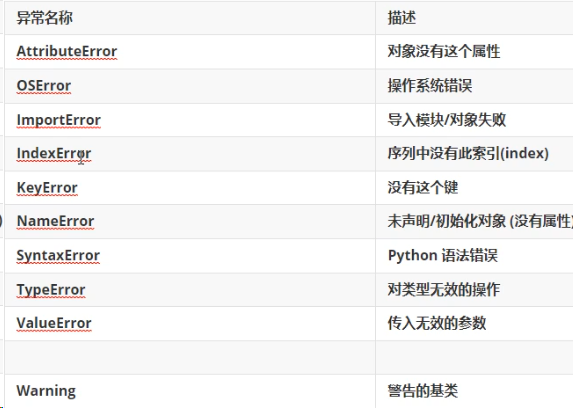 异常名称 描述
AttributeError 对象没有这个属性
OSError 操作系统错误
ImportError 导入模块/对象失败
IndexError 序列中没有此索引(index)
KeyError 没有这个键
) NameError 未声明/初始化对象 (没有属性)
SyntaxError Python 语法错误
TypeError 对类型无效的操作
ValueError 传入无效的参数
Warning 警告的基类